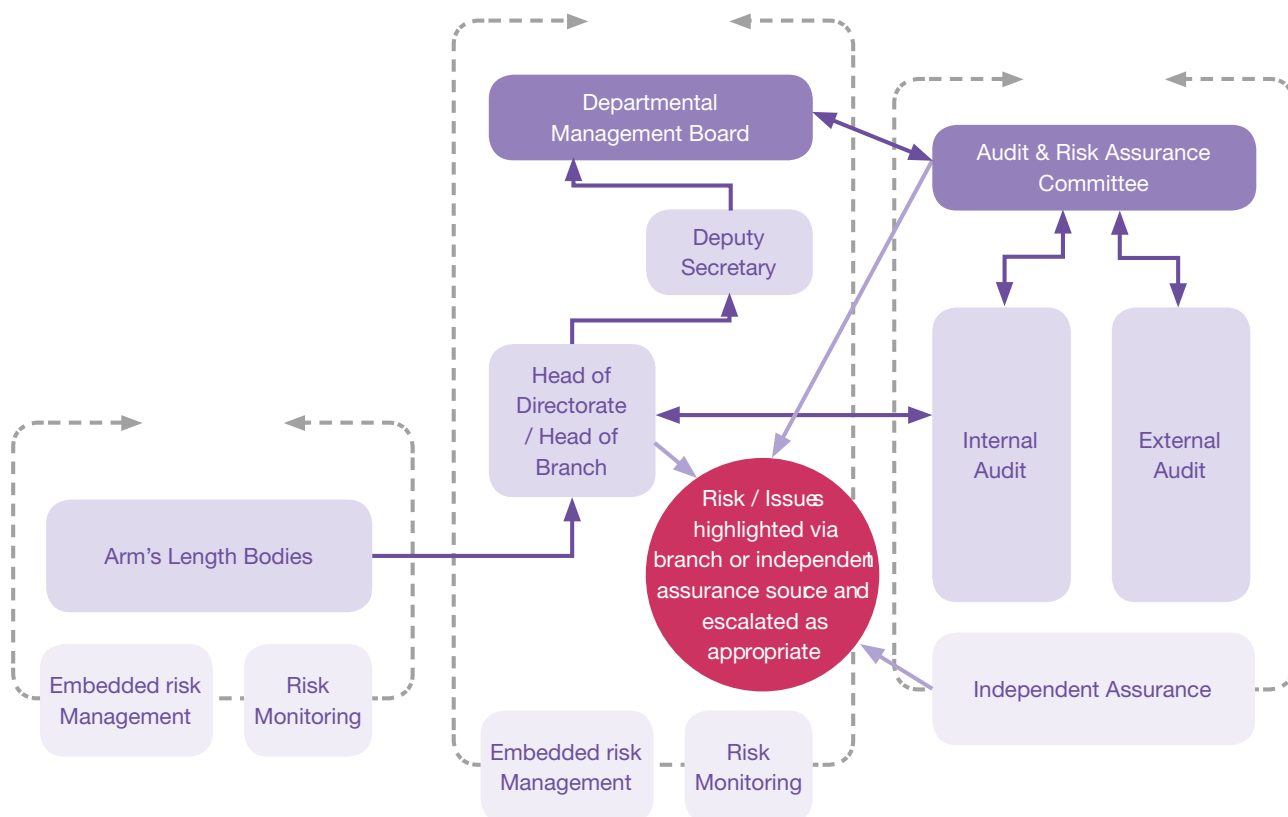 Departmental
Management Board
Audit & Risk Assurance
Committee
Deputy
Secretary
Head of
Directorate
/ Head of
Branch
Internal
Audit
External
Audit
Arm's Length Bodies
Risk / Issues
highlighted via
branch or independent
assurance source and
escalated as
appropriate
Embedded risk
Management
Risk
Monitoring
Independent Assurance
Embedded risk
Management
Risk
Monitoring